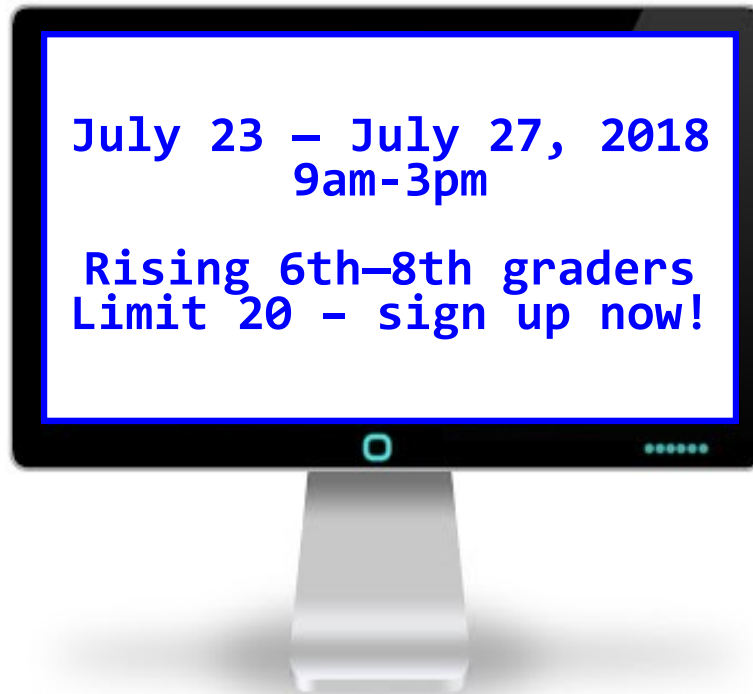 July 23 — July 27, 2018
9am-3pm
Rising 6th—8th graders
Limit 20 – sign up now!